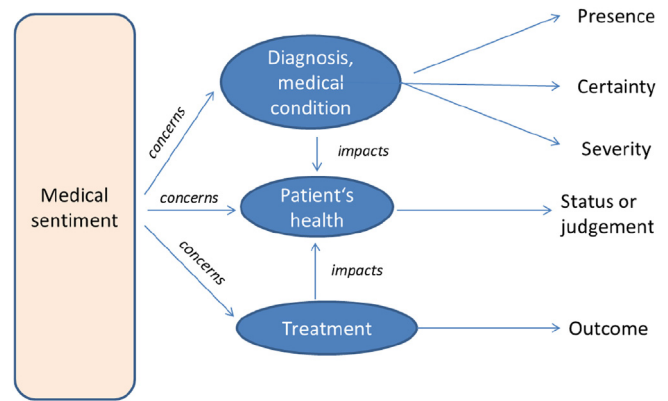 Presence
Diagnosis,
medical
condition
Certainty
concerns
impacts
Severity
Medical
sentiment
concerns
Patient‘s
health
Status or
judgement
concerns
impacts
Treatment
Outcome